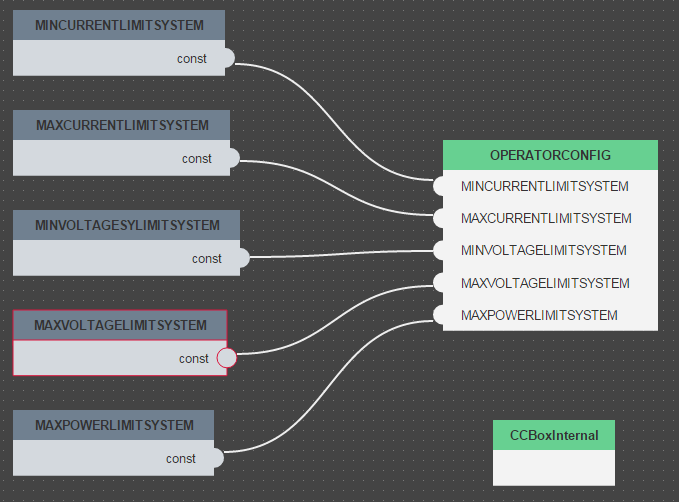 MINCURRENTLIMITSYSTEM
const
MAXCURRENTLIMITSYSTEM
const
MINVOLTAGESYLIMITSYSTEM
const
MAXVOLTAGELIMITSYSTEM
const
MAXPOWERLIMITSYSTEM
const
OPERATORCONFIG
MINCURRENTLIMITSYSTEM
MAXCURRENTLIMITSYSTEM
MINVOLTAGELIMITSYSTEM
MAXVOLTAGELIMITSYSTEM
MAXPOWERLIMITSYSTEM
CCBoxInternal